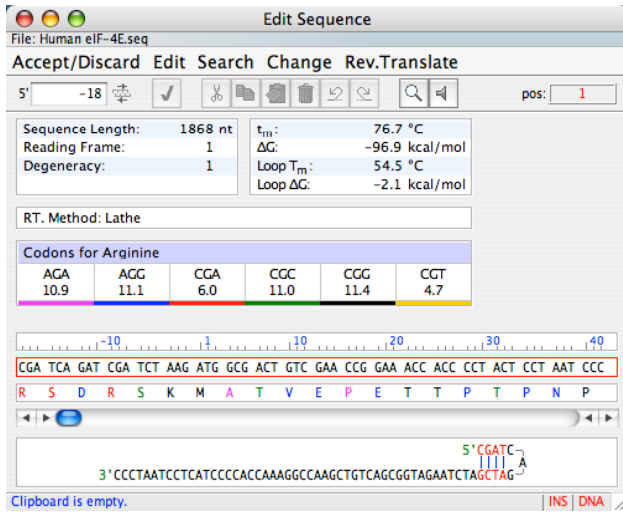 Edit Sequence
File: Human eIF-4E.seq
Accept/Discard Edit Search Change Rev.Translate
5' -18 pos: 1
Sequence Length: 1868 nt
Reading Frame: 1
Degeneracy: 1
tm: 76.7 °C
ΔG: -96.9 kcal/mol
Loop Tm: 54.5 °C
Loop ΔG: -2.1 kcal/mol
RT. Method: Lathe
Codons for Arginine
AGA AGG CGA CGC CGG CGT
10.9 11.1 6.0 11.0 11.4 4.7
-10 1 10 20 30 40
CGA TCA GAT CGA TCT AAG ATG GCG ACT GTC GAA CCG GAA ACC ACC CCT ACT CCT AAT CCC
R S D R S K M A T V E P E T T P T P N P
5'CGATC
A
3'CCCTAATCCTCATCCCCACCAAAGGCCAAGCTGTCAGCGGTAGAATCTAGCTAG
Clipboard is empty. INS DNA